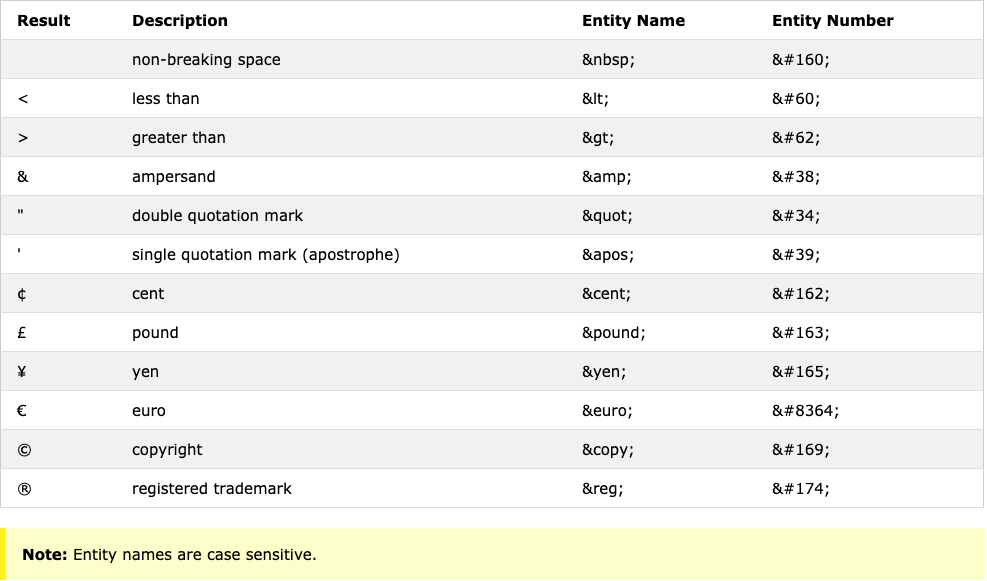 Result Description Entity Name Entity Number
non-breaking space &nbsp; &#160;
< less than &lt; &#60;
> greater than &gt; &#62;
& ampersand &amp; &#38;
" double quotation mark &quot; &#34;
' single quotation mark (apostrophe) &apos; &#39;
¢ cent &cent; &#162;
£ pound &pound; &#163;
¥ yen &yen; &#165;
€ euro &euro; &#8364;
© copyright &copy; &#169;
® registered trademark &reg; &#174;
Note: Entity names are case sensitive.